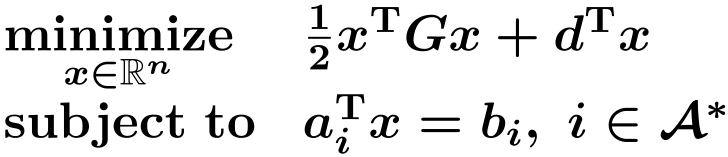 minimize ½xᵀGx + dᵀx
x∈ℝⁿ
subject to aᵢᵀx = bᵢ, i ∈ 𝒜*